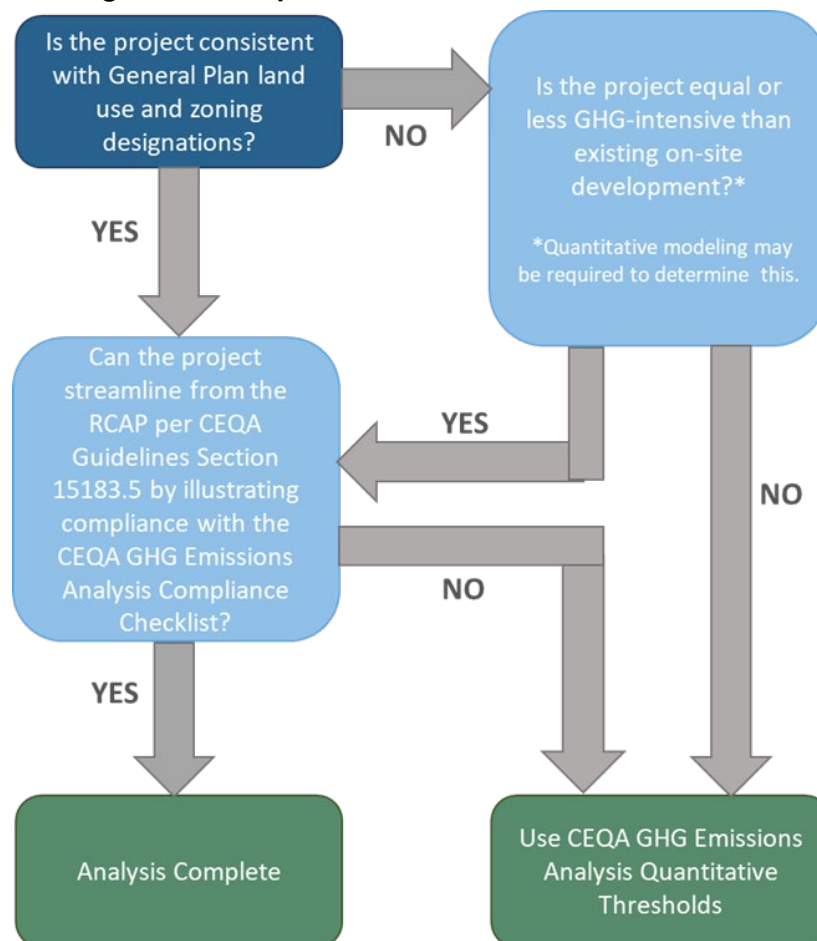 Is the project consistent
with General Plan land
use and zoning
designations?
NO
Is the project equal or
less GHG-intensive than
existing on-site
development?*
*Quantitative modeling may
be required to determine this.
YES
Can the project
streamline from the
RCAP per CEQA
Guidelines Section
15183.5 by illustrating
compliance with the
CEQA GHG Emissions
Analysis Compliance
Checklist?
YES
NO
NO
YES
Analysis Complete
Use CEQA GHG Emissions
Analysis Quantitative
Thresholds